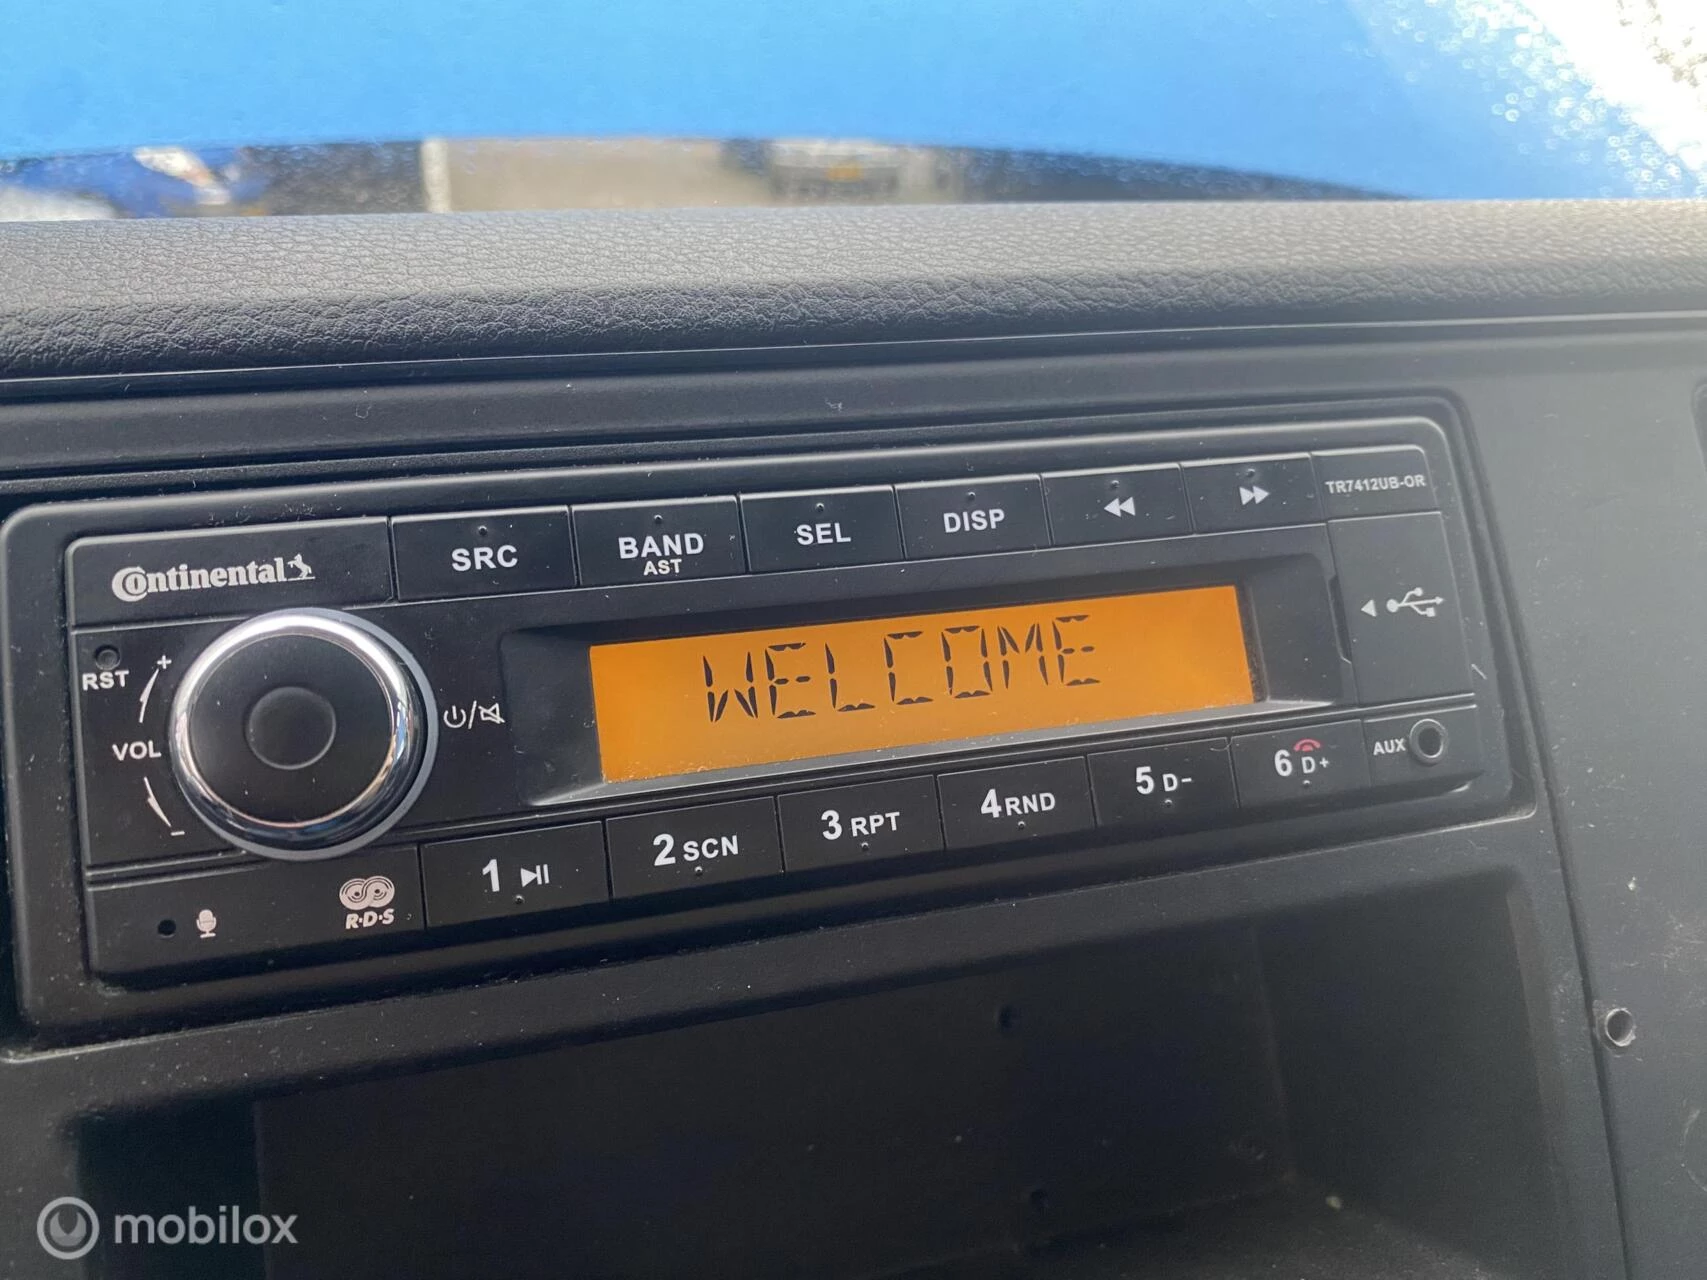 Continental
SRC
BAND
AST
SEL
DISP
TR7412UB-OR
RST
+
VOL
-
WELCOME
AUX
R·D·S
1
2 SCN
3 RPT
4 RND
5 D-
6 D+
mobilox